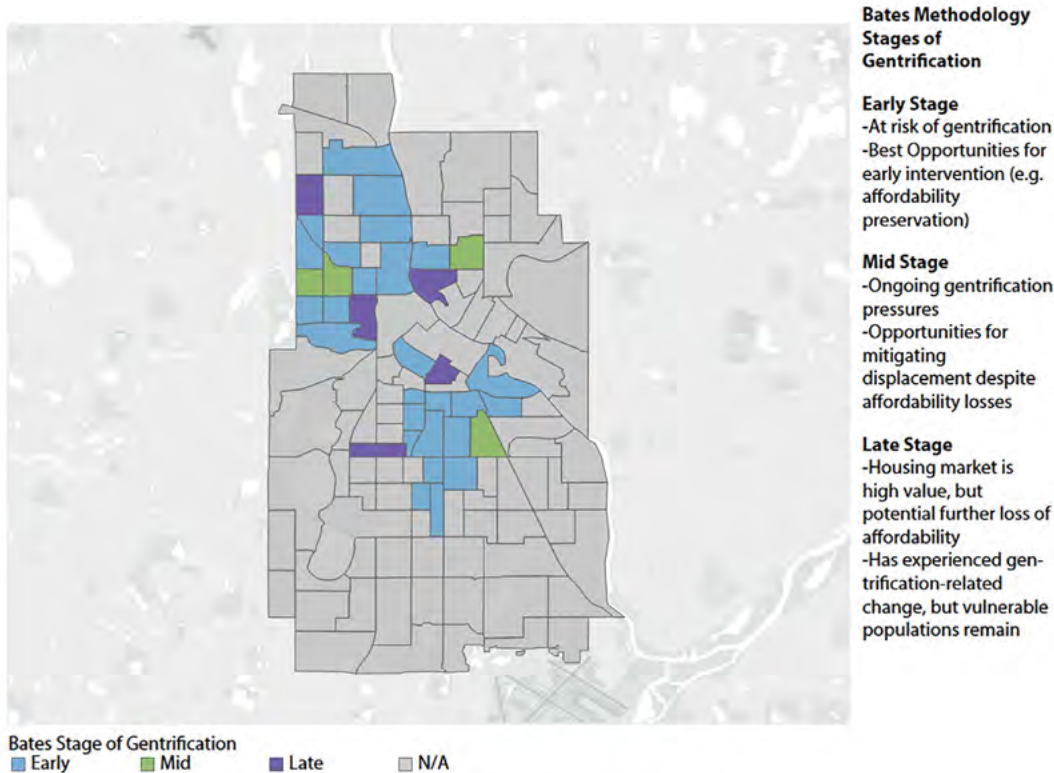 Bates Methodology
Stages of
Gentrification
Early Stage
-At risk of gentrification
-Best Opportunities for
early intervention (e.g.
affordability
preservation)
Mid Stage
-Ongoing gentrification
pressures
-Opportunities for
mitigating
displacement despite
affordability losses
Late Stage
-Housing market is
high value, but
potential further loss of
affordability
-Has experienced gen-
trification-related
change, but vulnerable
populations remain
Bates Stage of Gentrification
Early
Mid
Late
N/A